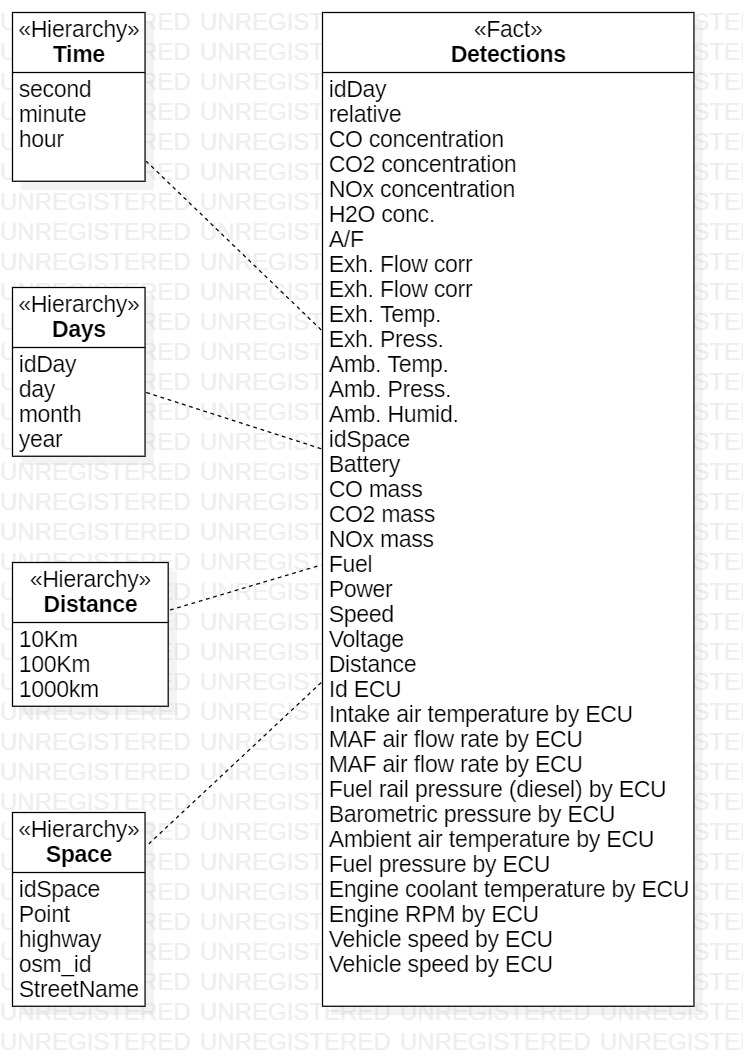 «Hierarchy»
Time
second
minute
hour
«Hierarchy»
Days
idDay
day
month
year
«Hierarchy»
Distance
10Km
100Km
1000km
«Hierarchy»
Space
idSpace
Point
highway
osm_id
StreetName
«Fact»
Detections
idDay
relative
CO concentration
CO2 concentration
NOx concentration
H2O conc.
A/F
Exh. Flow corr
Exh. Flow corr
Exh. Temp.
Exh. Press.
Amb. Temp.
Amb. Press.
Amb. Humid.
idSpace
Battery
CO mass
CO2 mass
NOx mass
Fuel
Power
Speed
Voltage
Distance
Id ECU
Intake air temperature by ECU
MAF air flow rate by ECU
MAF air flow rate by ECU
Fuel rail pressure (diesel) by ECU
Barometric pressure by ECU
Ambient air temperature by ECU
Fuel pressure by ECU
Engine coolant temperature by ECU
Engine RPM by ECU
Vehicle speed by ECU
Vehicle speed by ECU
UNREGISTERED UNREGISTERED UNREGISTERED UNREGISTERED